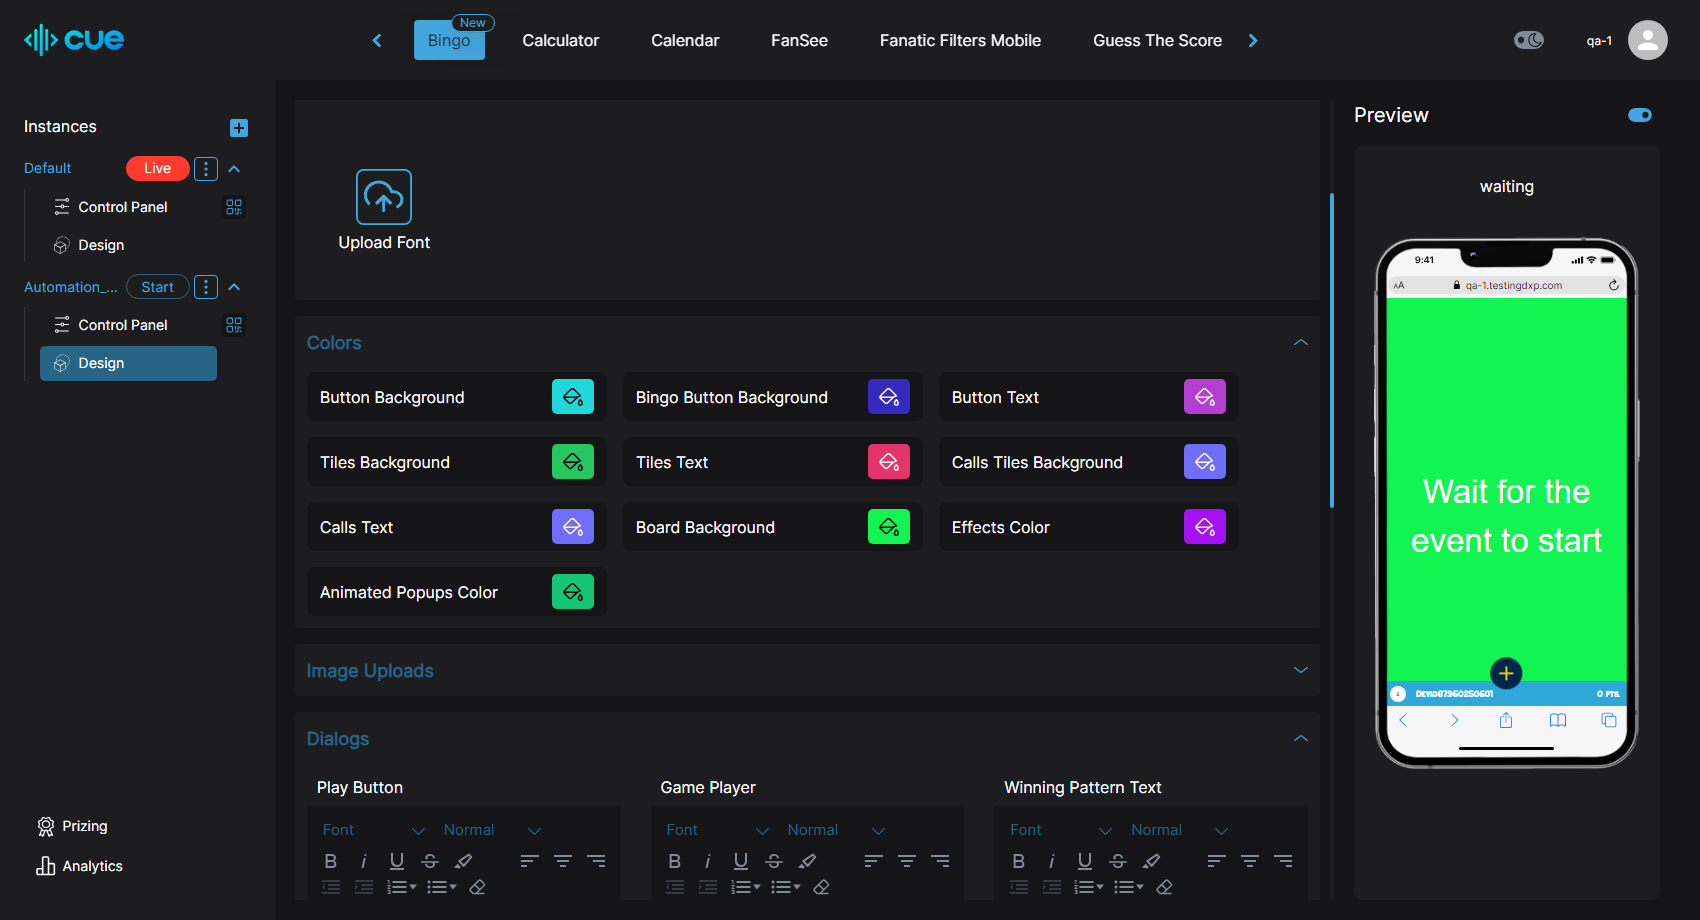 cue
Bingo
New
Calculator
Calendar
FanSee
Fanatic Filters Mobile
Guess The Score
qa-1
Instances
Default
Live
Control Panel
Design
Automation_...
Start
Control Panel
Design
Prizing
Analytics
Upload Font
Colors
Button Background
Bingo Button Background
Button Text
Tiles Background
Tiles Text
Calls Tiles Background
Calls Text
Board Background
Effects Color
Animated Popups Color
Image Uploads
Dialogs
Play Button
Game Player
Winning Pattern Text
Font
Normal
Font
Normal
Font
Normal
Preview
waiting
9:41
AA
qa-1.testingdxp.com
Wait for the
event to start
DEVID87960250601
0 PTS.